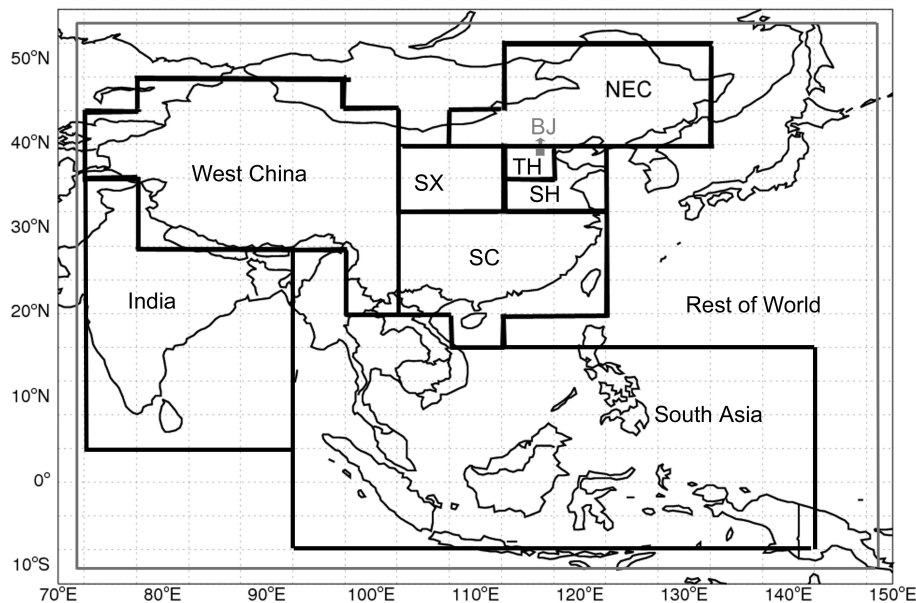 50°N
NEC
40°N
BJ
TH
West China
SX
SH
30°N
SC
India
20°N
Rest of World
10°N
South Asia
0°
10°S
70°E 80°E 90°E 100°E 110°E 120°E 130°E 140°E 150°E